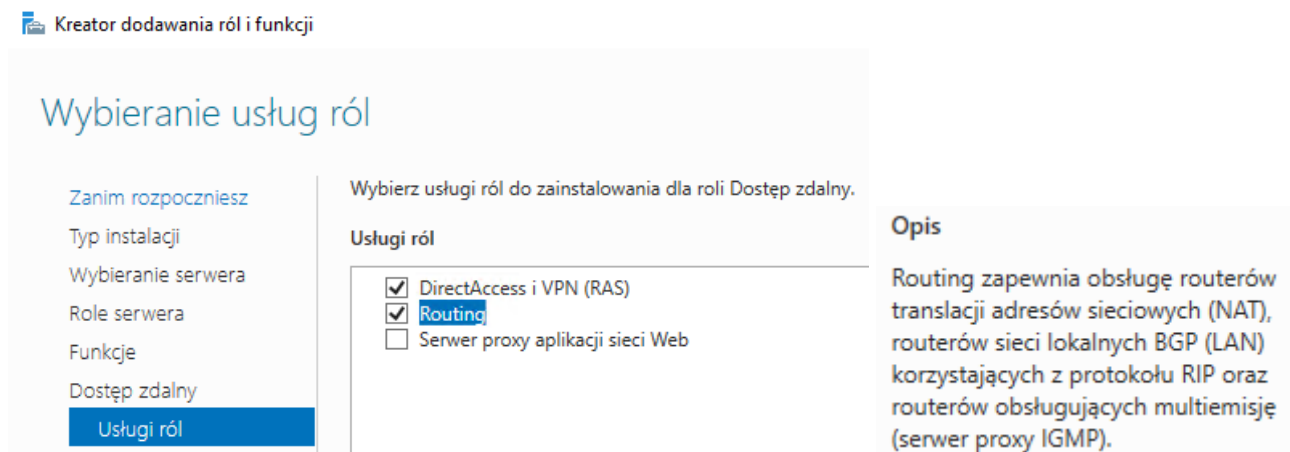 Kreator dodawania ról i funkcji
Wybieranie usług ról
Zanim rozpoczniesz
Typ instalacji
Wybieranie serwera
Role serwera
Funkcje
Dostęp zdalny
Usługi ról
Wybierz usługi ról do zainstalowania dla roli Dostęp zdalny.
Usługi ról
DirectAccess i VPN (RAS)
Routing
Serwer proxy aplikacji sieci Web
Opis
Routing zapewnia obsługę routerów
translacji adresów sieciowych (NAT),
routerów sieci lokalnych BGP (LAN)
korzystających z protokołu RIP oraz
routerów obsługujących multiemisję
(serwer proxy IGMP).